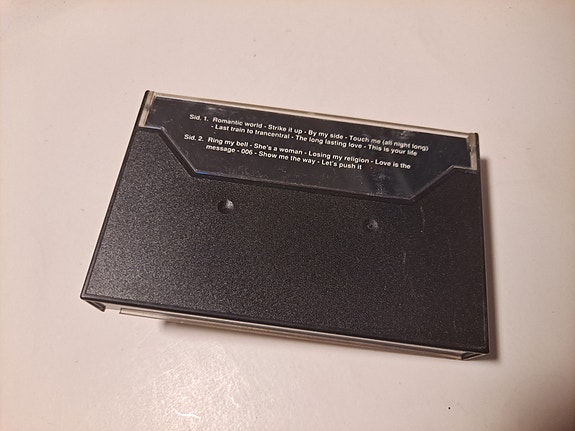 Sid. 1. Romantic world - Strike it up - By my side - Touch me (all night long)
- Last train to trancentral - The long lasting love - This is your life
Sid. 2. Ring my bell - She's a woman - Losing my religion - Love is the
message - 006 - Show me the way - Let's push it